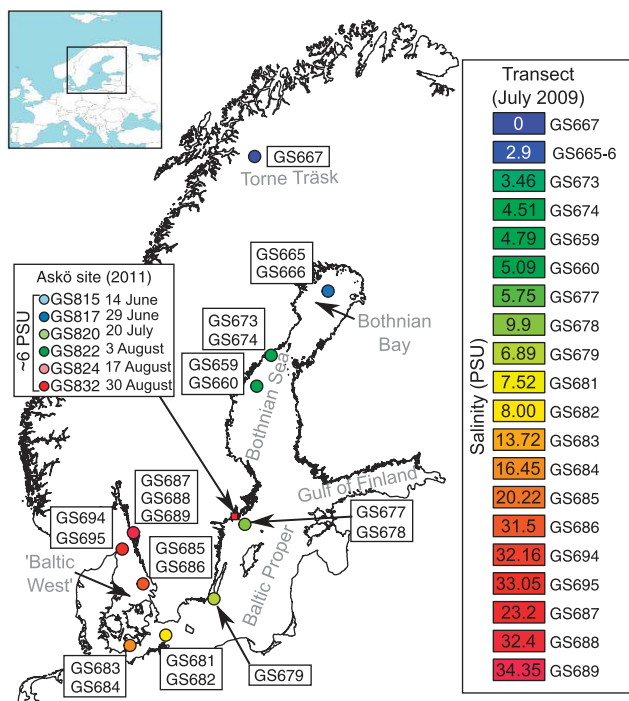 Transect
(July 2009)
0 GS667
2.9 GS665-6
3.46 GS673
4.51 GS674
4.79 GS659
5.09 GS660
5.75 GS677
9.9 GS678
6.89 GS679
7.52 GS681
8.00 GS682
13.72 GS683
16.45 GS684
20.22 GS685
31.5 GS686
32.16 GS694
33.05 GS695
23.2 GS687
32.4 GS688
34.35 GS689
Salinity (PSU)
GS667
Torne Träsk
GS665
GS666
Bothnian
Bay
Askö site (2011)
~6 PSU
GS815 14 June
GS817 29 June
GS820 20 July
GS822 3 August
GS824 17 August
GS832 30 August
GS673
GS674
GS659
GS660
Bothnian Sea
Gulf of Finland
GS687
GS688
GS689
GS694
GS695
GS677
GS678
GS685
GS686
'Baltic
West'
Baltic Proper
GS683
GS684
GS681
GS682
GS679